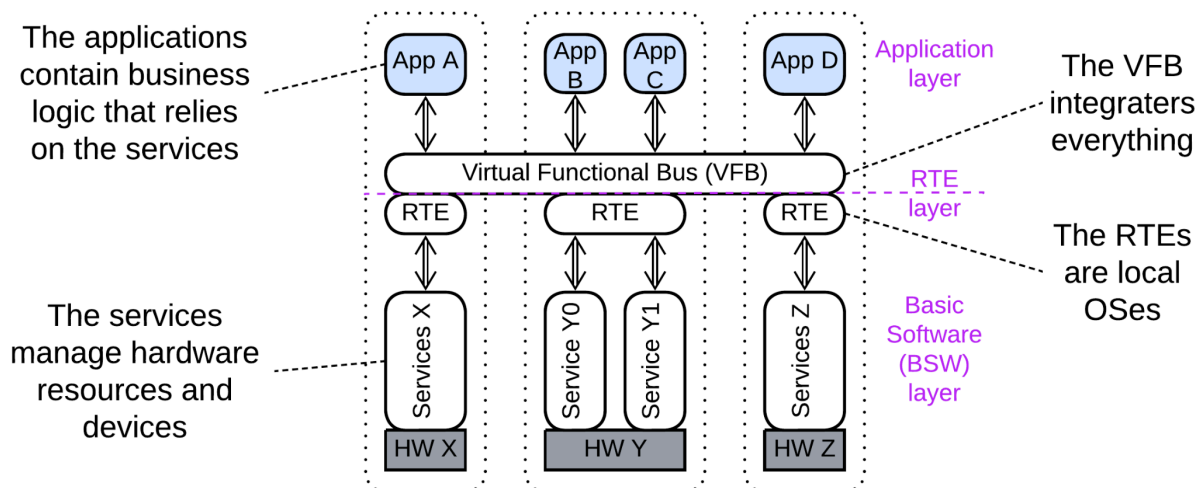 The applications
contain business
logic that relies
on the services
App A
App
B
App
C
App D
Application
layer
The VFB
integraters
everything
Virtual Functional Bus (VFB)
RTE
layer
RTE
RTE
RTE
The RTEs
are local
OSes
The services
manage hardware
resources and
devices
Services X
Service Y0
Service Y1
Services Z
Basic
Software
(BSW)
layer
HW X
HW Y
HW Z